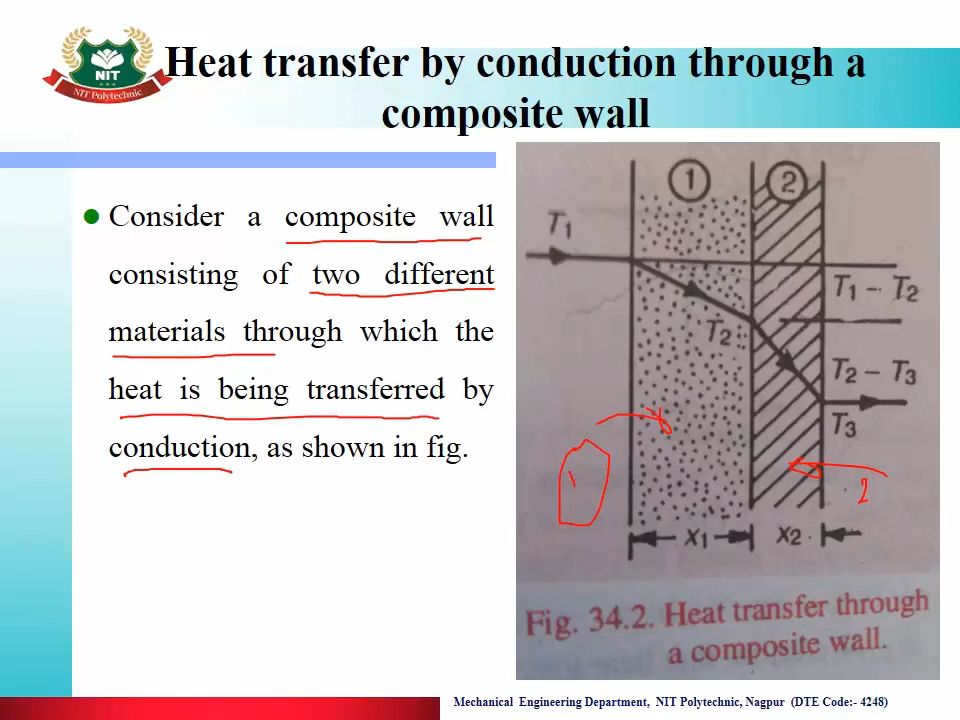 NIT
NIT Polytechnic
Heat transfer by conduction through a
composite wall
Consider a composite wall
consisting of two different
materials through which the
heat is being transferred by
conduction, as shown in fig.
1 2
T1
T1 - T2
T2
T2 - T3
T3
1
2
x1 x2
Fig. 34.2. Heat transfer through
a composite wall.
Mechanical Engineering Department, NIT Polytechnic, Nagpur (DTE Code:- 4248)